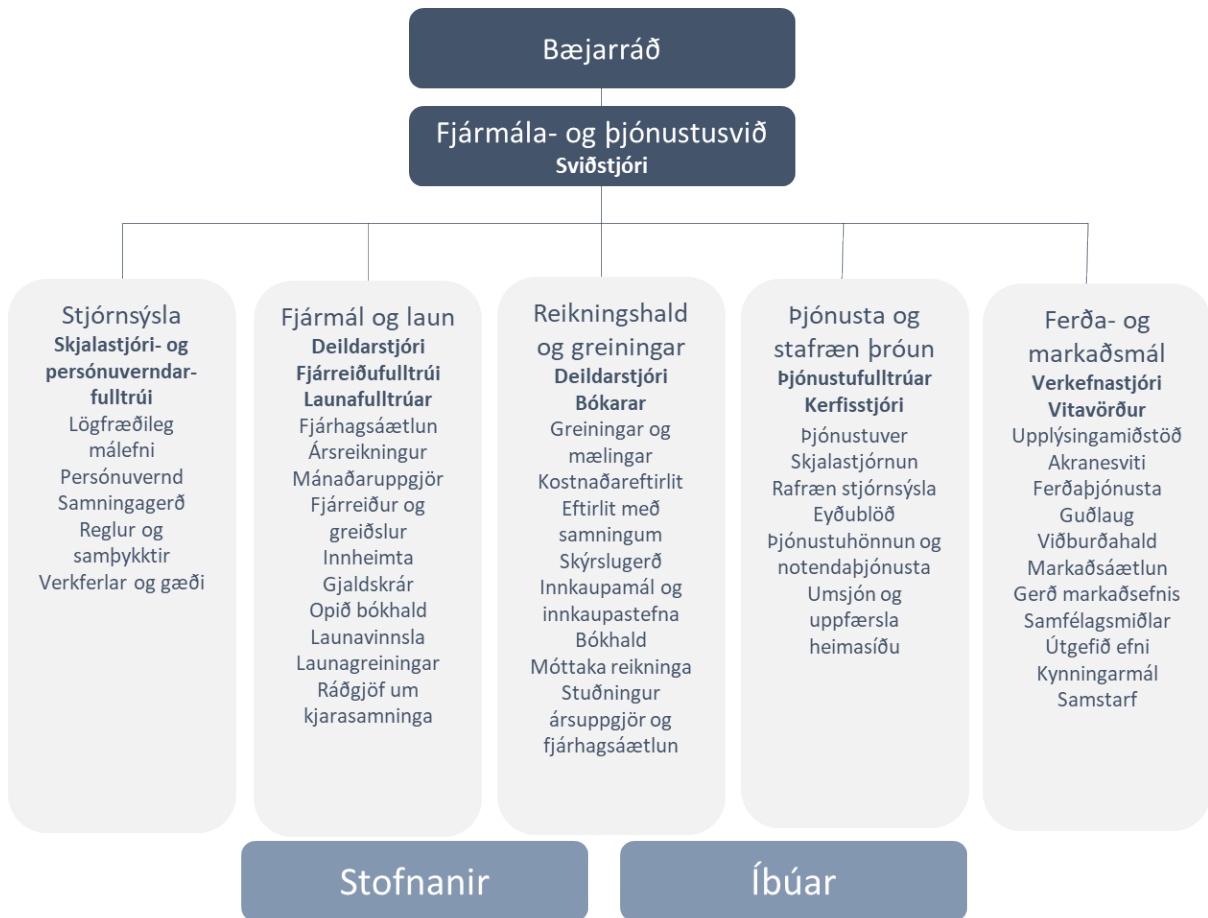 Bæjarráð
Fjármála- og þjónustusvið
Sviðstjóri
Stjórnsýsla
Skjalastjóri- og
persónuverndar-
fulltrúi
Lögfræðileg
málefni
Persónuvernd
Samningagerð
Reglur og
samþykktir
Verkferlar og gæði
Fjármál og laun
Deildarstjóri
Fjárreiðufulltrúi
Launafulltrúar
Fjárhagsáætlun
Ársreikningur
Mánaðaruppgjör
Fjárreiður og
greiðslur
Innheimta
Gjaldskrár
Opið bókhald
Launavinnsla
Launagreiningar
Ráðgjöf um
kjarasamninga
Reikningshald
og greiningar
Deildarstjóri
Bókarar
Greiningar og
mælingar
Kostnaðareftirlit
Eftirlit með
samningum
Skýrslugerð
Innkaupamál og
innkaupastefna
Bókhald
Móttaka reikninga
Stuðningur
ársuppgjör og
fjárhagsáætlun
Þjónusta og
stafræn þróun
Þjónustufulltrúar
Kerfisstjóri
Þjónustuver
Skjalastjórnun
Rafræn stjórnsýsla
Eyðublöð
Þjónustuhönnun og
notendaþjónusta
Umsjón og
uppfærsla
heimasíðu
Ferða- og
markaðsmál
Verkefnastjóri
Vitavörður
Upplýsingamiðstöð
Akranesviti
Ferðaþjónusta
Guðlaug
Viðburðahald
Markaðsáætlun
Gerð markaðsefnis
Samfélagsmiðlar
Útgefið efni
Kynningarmál
Samstarf
Stofnanir
Íbúar